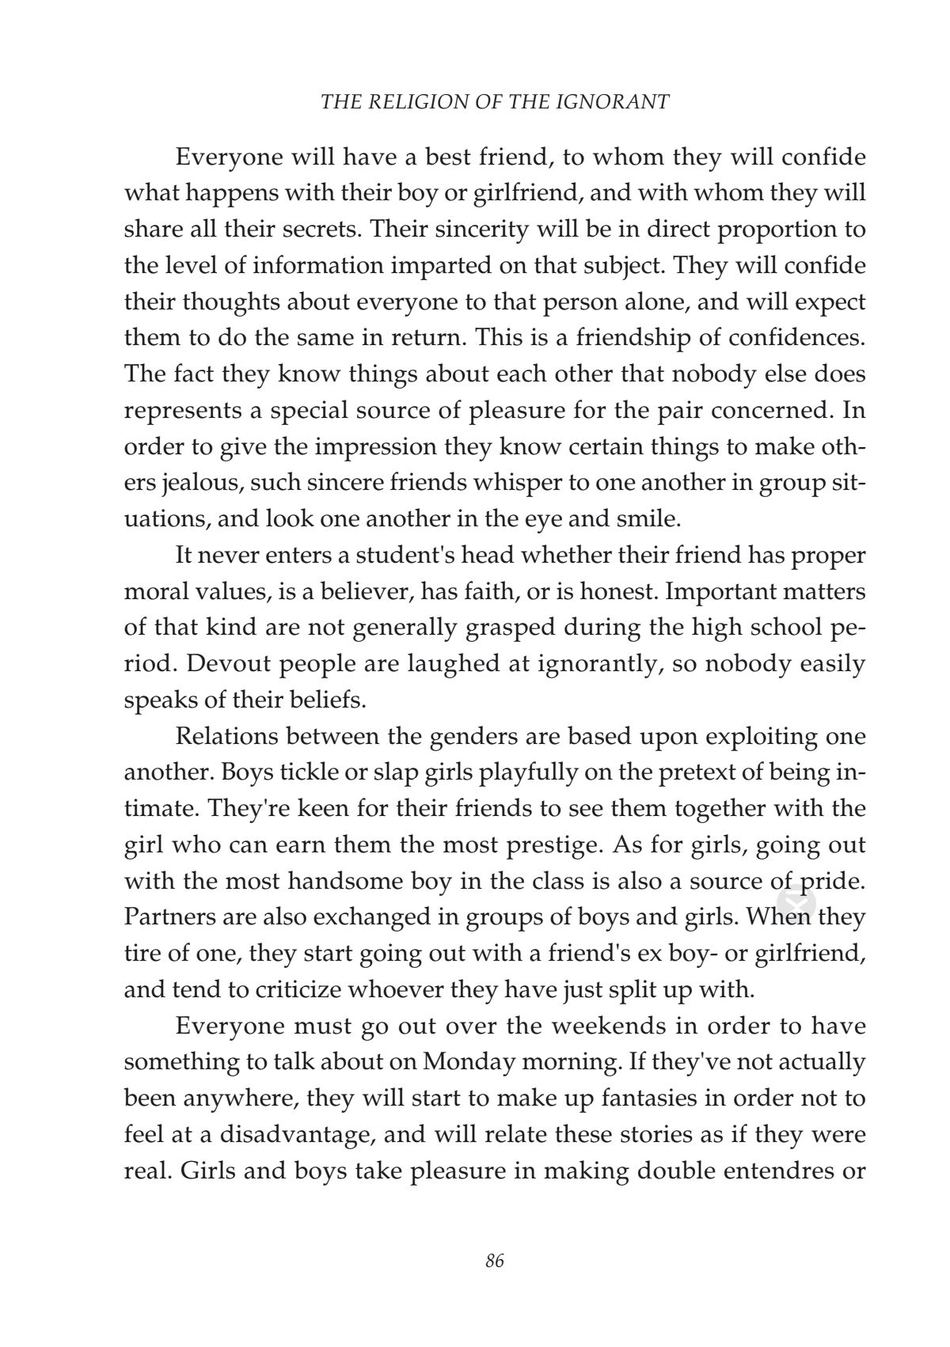 THE RELIGION OF THE IGNORANT
Everyone will have a best friend, to whom they will confide
what happens with their boy or girlfriend, and with whom they will
share all their secrets. Their sincerity will be in direct proportion to
the level of information imparted on that subject. They will confide
their thoughts about everyone to that person alone, and will expect
them to do the same in return. This is a friendship of confidences.
The fact they know things about each other that nobody else does
represents a special source of pleasure for the pair concerned. In
order to give the impression they know certain things to make oth-
ers jealous, such sincere friends whisper to one another in group sit-
uations, and look one another in the eye and smile.
It never enters a student's head whether their friend has proper
moral values, is a believer, has faith, or is honest. Important matters
of that kind are not generally grasped during the high school pe-
riod. Devout people are laughed at ignorantly, so nobody easily
speaks of their beliefs.
Relations between the genders are based upon exploiting one
another. Boys tickle or slap girls playfully on the pretext of being in-
timate. They're keen for their friends to see them together with the
girl who can earn them the most prestige. As for girls, going out
with the most handsome boy in the class is also a source of pride.
Partners are also exchanged in groups of boys and girls. When they
tire of one, they start going out with a friend's ex boy- or girlfriend,
and tend to criticize whoever they have just split up with.
Everyone must go out over the weekends in order to have
something to talk about on Monday morning. If they've not actually
been anywhere, they will start to make up fantasies in order not to
feel at a disadvantage, and will relate these stories as if they were
real. Girls and boys take pleasure in making double entendres or
86